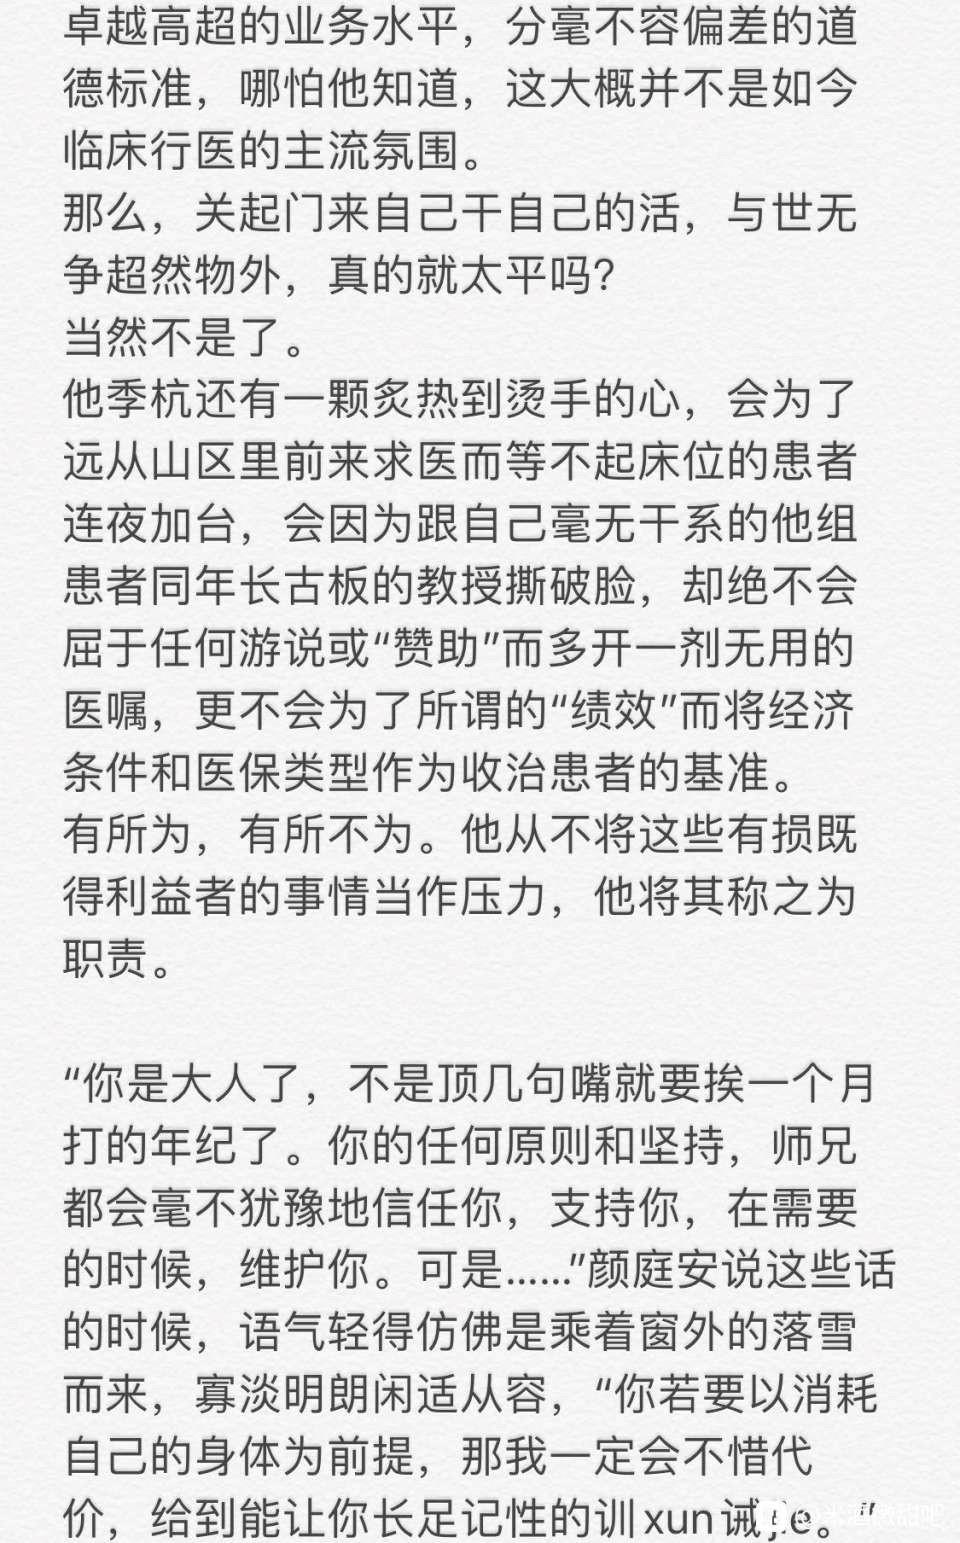 卓越高超的业务水平，分毫不容偏差的道
德标准，哪怕他知道，这大概并不是如今
临床行医的主流氛围。
那么，关起门来自己干自己的活，与世无
争超然物外，真的就太平吗？
当然不是了。
他季杭还有一颗炙热到烫手的心，会为了
远从山区里前来求医而等不起床位的患者
连夜加台，会因为跟自己毫无干系的他组
患者同年长古板的教授撕破脸，却绝不会
屈于任何游说或“赞助”而多开一剂无用的
医嘱，更不会为了所谓的“绩效”而将经济
条件和医保类型作为收治患者的基准。
有所为，有所不为。他从不将这些有损既
得利益者的事情当作压力，他将其称之为
职责。
“你是大人了，不是顶几句嘴就要挨一个月
打的年纪了。你的任何原则和坚持，师兄
都会毫不犹豫地信任你，支持你，在需要
的时候，维护你。可是……”颜庭安说这些话
的时候，语气轻得仿佛是乘着窗外的落雪
而来，寡淡明朗闲适从容，“你若要以消耗
自己的身体为前提，那我一定会不惜代
价，给到能让你长足记性的训xun诫jie。